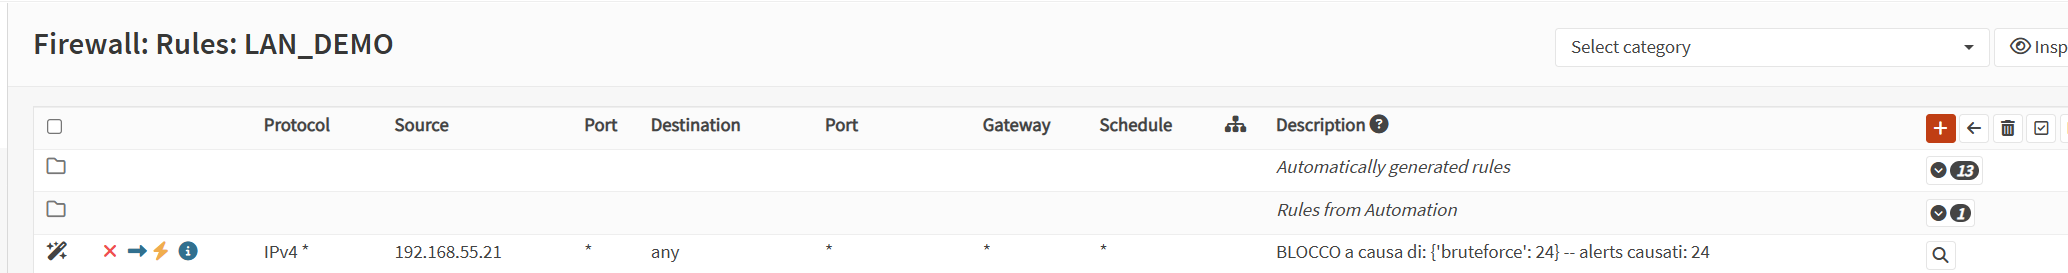 Firewall: Rules: LAN_DEMO
Select category
Protocol Source Port Destination Port Gateway Schedule Description
Automatically generated rules 13
Rules from Automation 1
IPv4 * 192.168.55.21 * any * * * BLOCCO a causa di: {'bruteforce': 24} -- alerts causati: 24